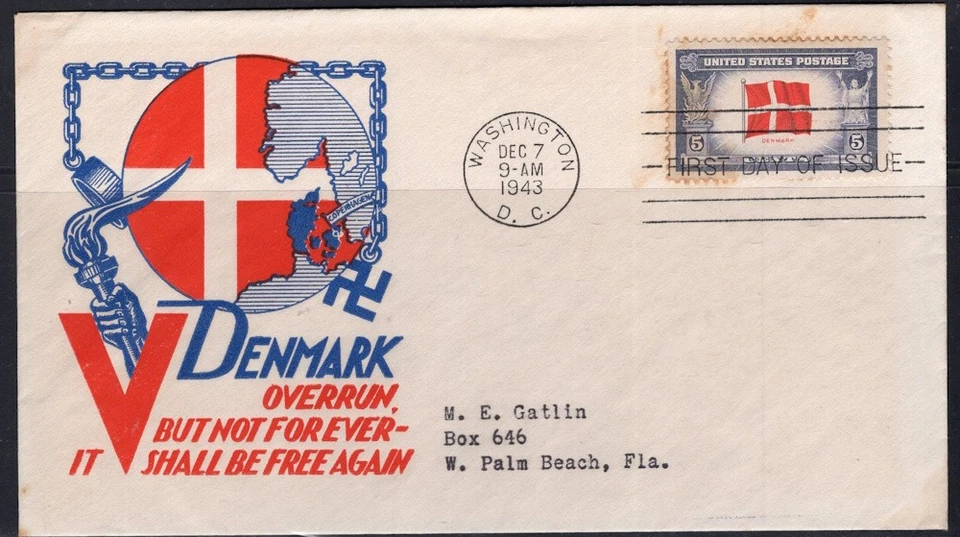 UNITED STATES POSTAGE
DENMARK
5 5
WASHINGTON
DEC 7
9-AM
1943
D. C.
FIRST DAY OF ISSUE
COPENHAGEN
V DENMARK
OVERRUN,
BUT NOT FOREVER-
IT SHALL BE FREE AGAIN
M. E. Gatlin
Box 646
W. Palm Beach, Fla.